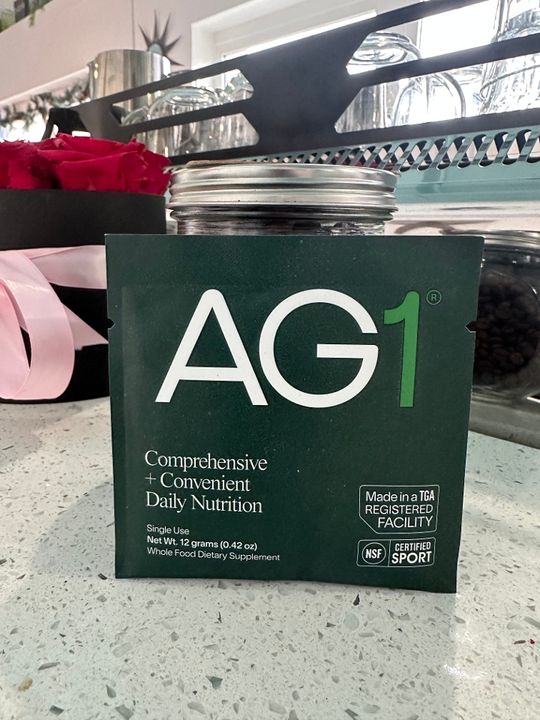 AG1®
Comprehensive
+ Convenient
Daily Nutrition
Single Use
Net Wt. 12 grams (0.42 oz)
Whole Food Dietary Supplement
Made in a TGA
REGISTERED
FACILITY
NSF CERTIFIED
SPORT